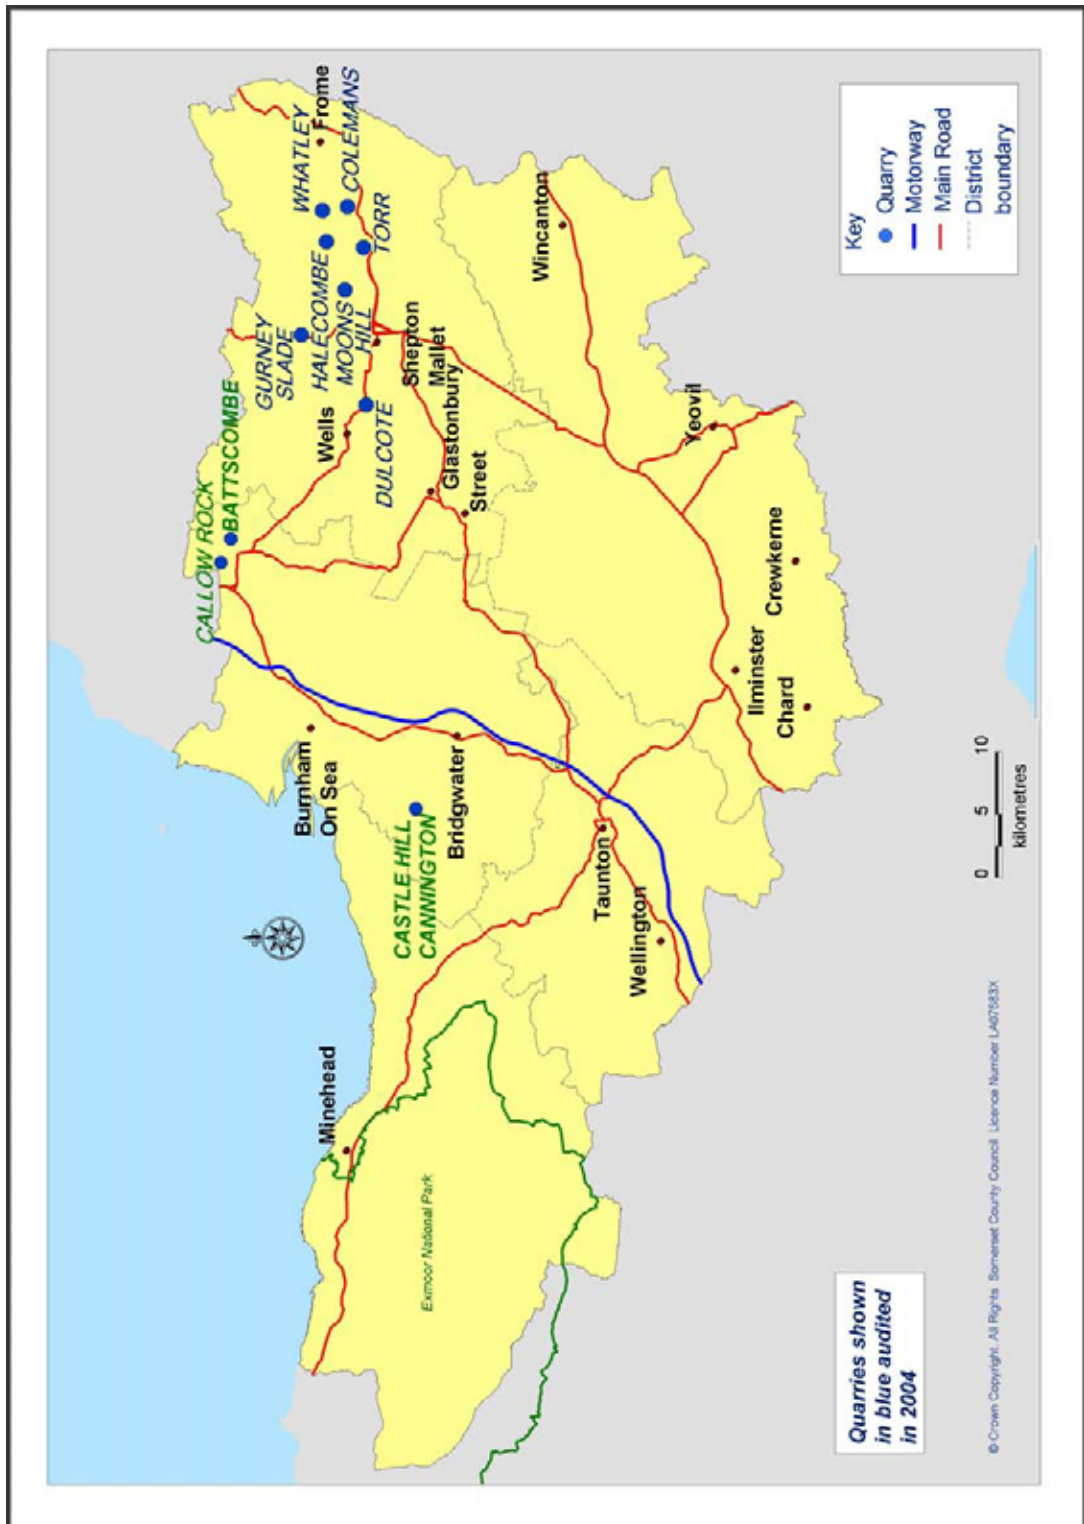 CALLOW ROCK
BATTSCOMBE
GURNEY
SLADE
HALECOMBE
MOONS
HILL
WHATLEY
Frome
COLEMANS
TORR
Wells
DULCOTE
Shepton
Mallet
Glastonbury
Street
Wincanton
Burnham
On Sea
CASTLE HILL
CANNINGTON
Bridgwater
Minehead
Exmoor National Park
Taunton
Wellington
Yeovil
Ilminster
Crewkerne
Chard
Key
Quarry
Motorway
Main Road
District
boundary
0 5 10
kilometres
Quarries shown
in blue audited
in 2004
© Crown Copyright. All Rights Somerset County Council Licence Number LA07683X